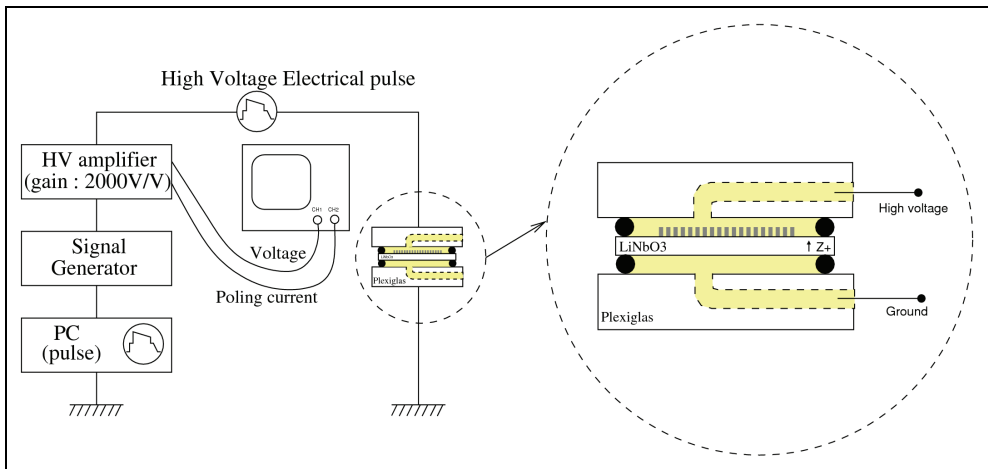 High Voltage Electrical pulse
HV amplifier
(gain : 2000V/V)
CH1 CH2
Signal
Generator
Voltage
Poling current
PC
(pulse)
LiNbO3
Plexiglas
High voltage
LiNbO3
Z+
Ground
Plexiglas